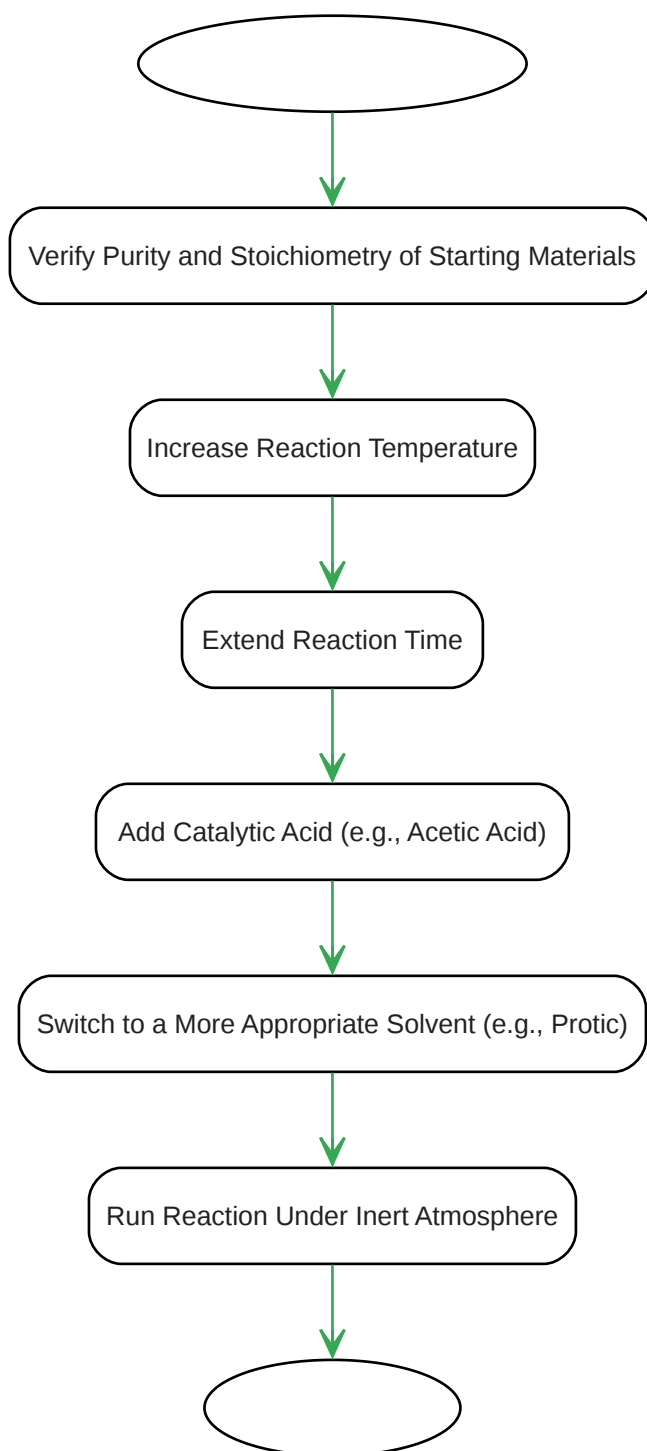 Verify Purity and Stoichiometry of Starting Materials
Increase Reaction Temperature
Extend Reaction Time
Add Catalytic Acid (e.g., Acetic Acid)
Switch to a More Appropriate Solvent (e.g., Protic)
Run Reaction Under Inert Atmosphere